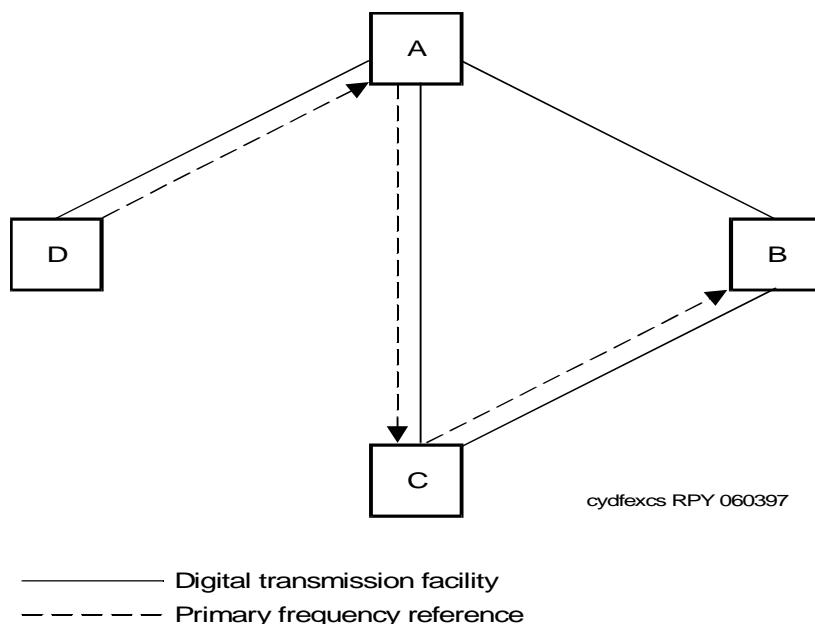 A
D
B
C
cydfexcs RPY 060397
Digital transmission facility
Primary frequency reference